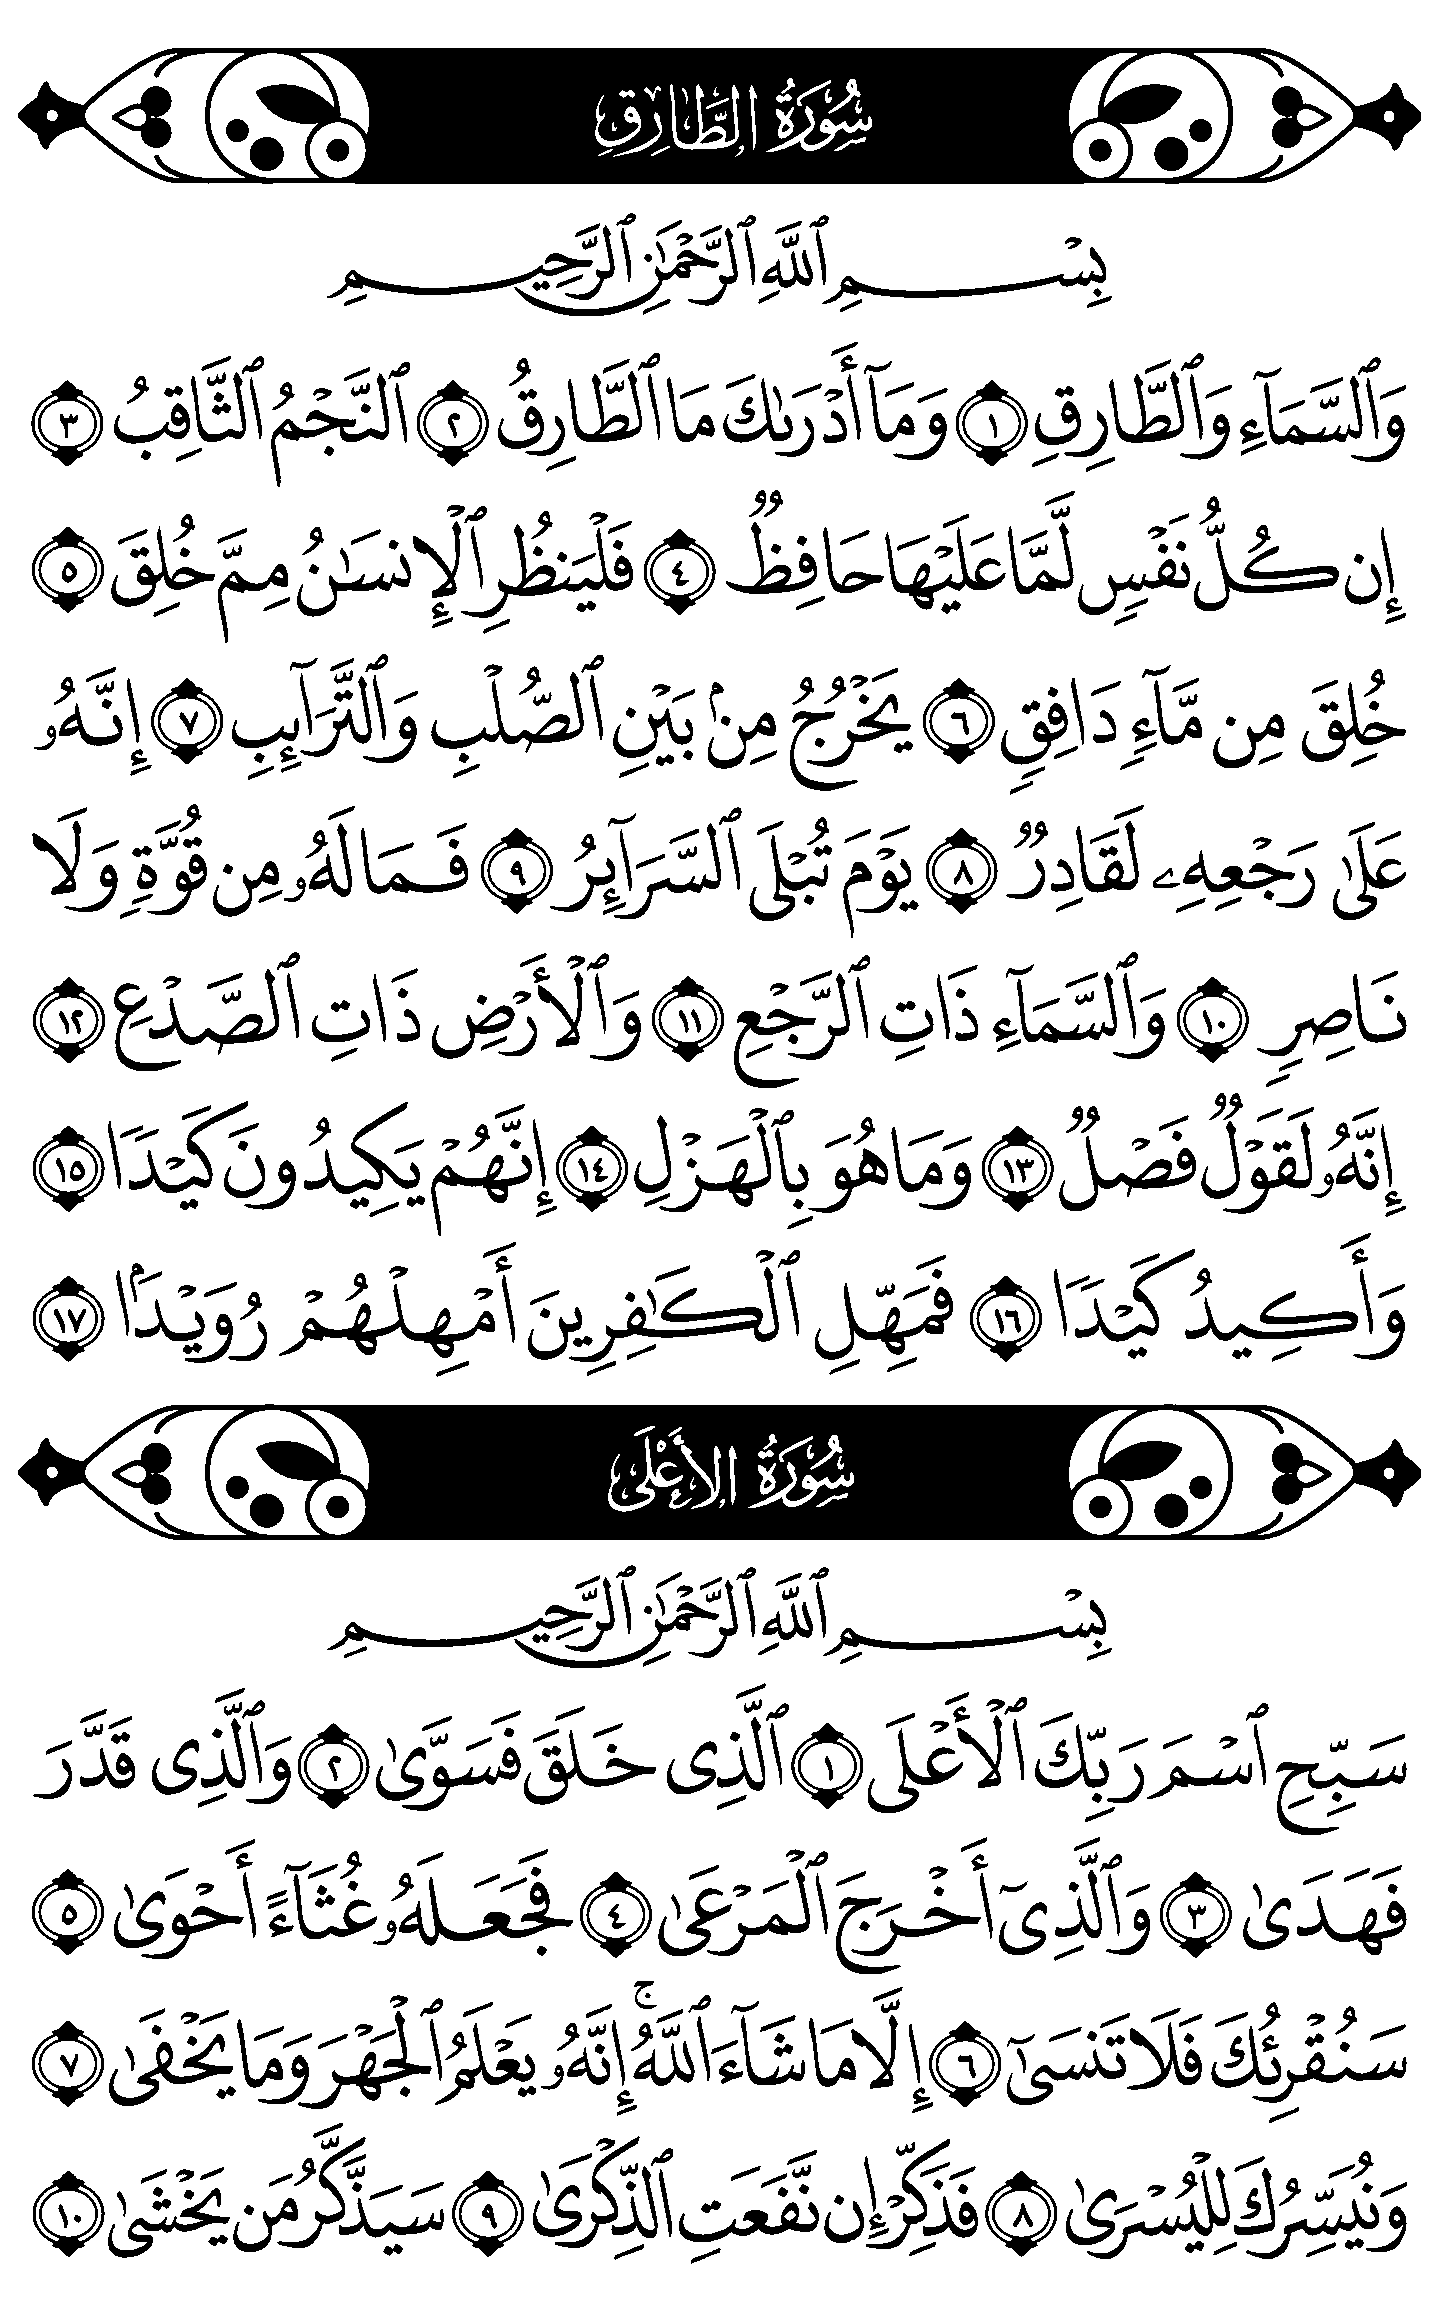 سُورَةُ الطَّارِقِ
بِسْمِ ٱللَّهِ ٱلرَّحْمَٰنِ ٱلرَّحِيمِ
وَٱلسَّمَآءِ وَٱلطَّارِقِ ١ وَمَآ أَدْرَىٰكَ مَا ٱلطَّارِقُ ٢ ٱلنَّجْمُ ٱلثَّاقِبُ ٣
إِن كُلُّ نَفْسٍ لَّمَّا عَلَيْهَا حَافِظٌ ٤ فَلْيَنظُرِ ٱلْإِنسَٰنُ مِمَّ خُلِقَ ٥
خُلِقَ مِن مَّآءٍ دَافِقٍ ٦ يَخْرُجُ مِنۢ بَيْنِ ٱلصُّلْبِ وَٱلتَّرَآئِبِ ٧ إِنَّهُۥ
عَلَىٰ رَجْعِهِۦ لَقَادِرٌ ٨ يَوْمَ تُبْلَى ٱلسَّرَآئِرُ ٩ فَمَا لَهُۥ مِن قُوَّةٍ وَلَا
نَاصِرٍ ١٠ وَٱلسَّمَآءِ ذَاتِ ٱلرَّجْعِ ١١ وَٱلْأَرْضِ ذَاتِ ٱلصَّدْعِ ١٢
إِنَّهُۥ لَقَوْلٌ فَصْلٌ ١٣ وَمَا هُوَ بِٱلْهَزْلِ ١٤ إِنَّهُمْ يَكِيدُونَ كَيْدًا ١٥
وَأَكِيدُ كَيْدًا ١٦ فَمَهِّلِ ٱلْكَٰفِرِينَ أَمْهِلْهُمْ رُوَيْدَۢا ١٧
سُورَةُ الأَعْلَى
بِسْمِ ٱللَّهِ ٱلرَّحْمَٰنِ ٱلرَّحِيمِ
سَبِّحِ ٱسْمَ رَبِّكَ ٱلْأَعْلَى ١ ٱلَّذِى خَلَقَ فَسَوَّىٰ ٢ وَٱلَّذِى قَدَّرَ
فَهَدَىٰ ٣ وَٱلَّذِىٓ أَخْرَجَ ٱلْمَرْعَىٰ ٤ فَجَعَلَهُۥ غُثَآءً أَحْوَىٰ ٥
سَنُقْرِئُكَ فَلَا تَنسَىٰٓ ٦ إِلَّا مَا شَآءَ ٱللَّهُۚ إِنَّهُۥ يَعْلَمُ ٱلْجَهْرَ وَمَا يَخْفَىٰ ٧
وَنُيَسِّرُكَ لِلْيُسْرَىٰ ٨ فَذَكِّرْ إِن نَّفَعَتِ ٱلذِّكْرَىٰ ٩ سَيَذَّكَّرُ مَن يَخْشَىٰ ١٠